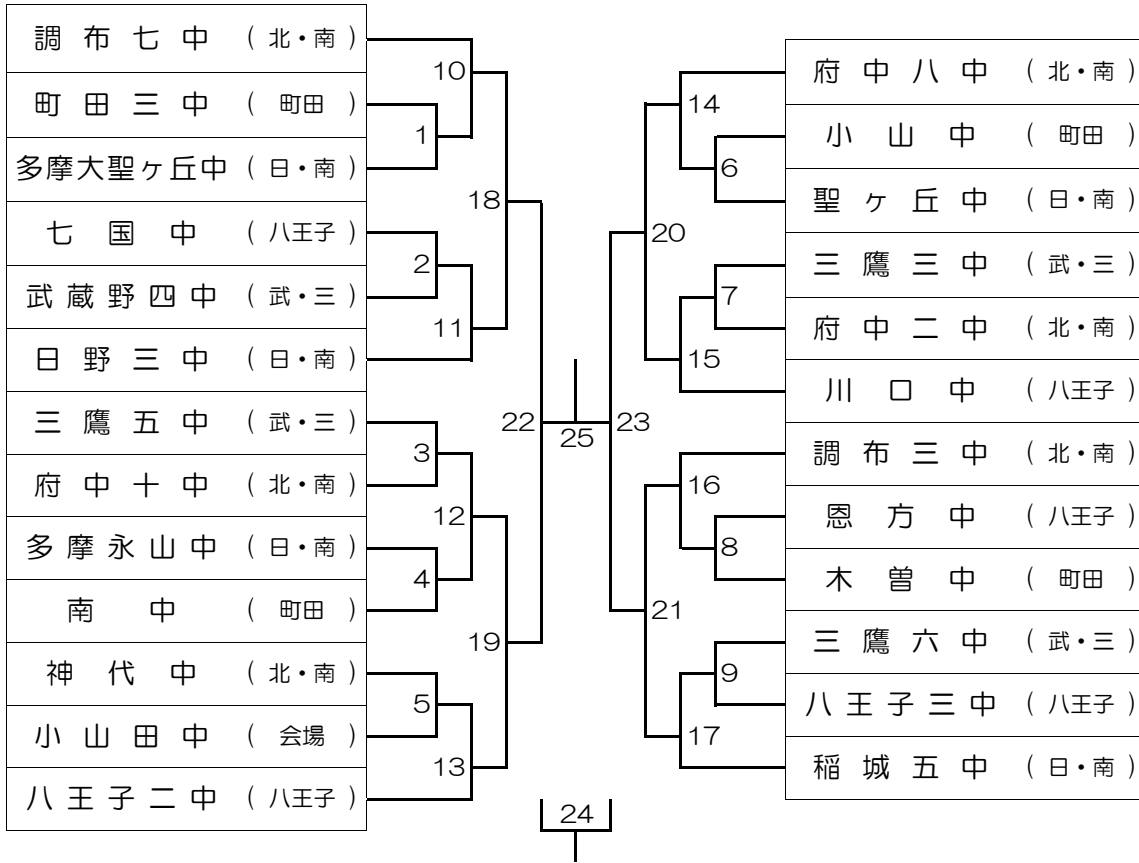 調布七中 (北・南)
町田三中 (町田)
多摩大聖ヶ丘中 (日・南)
七国中 (八王子)
武蔵野四中 (武・三)
日野三中 (日・南)
三鷹五中 (武・三)
府中十中 (北・南)
多摩永山中 (日・南)
南中 (町田)
神代中 (北・南)
小山田中 (会場)
八王子二中 (八王子)
10
1
18
2
11
22
3
12
4
19
5
13
25
24
23
14
6
20
7
15
16
8
21
9
17
府中八中 (北・南)
小山中 (町田)
聖ヶ丘中 (日・南)
三鷹三中 (武・三)
府中二中 (北・南)
川口中 (八王子)
調布三中 (北・南)
恩方中 (八王子)
木曽中 (町田)
三鷹六中 (武・三)
八王子三中 (八王子)
稲城五中 (日・南)